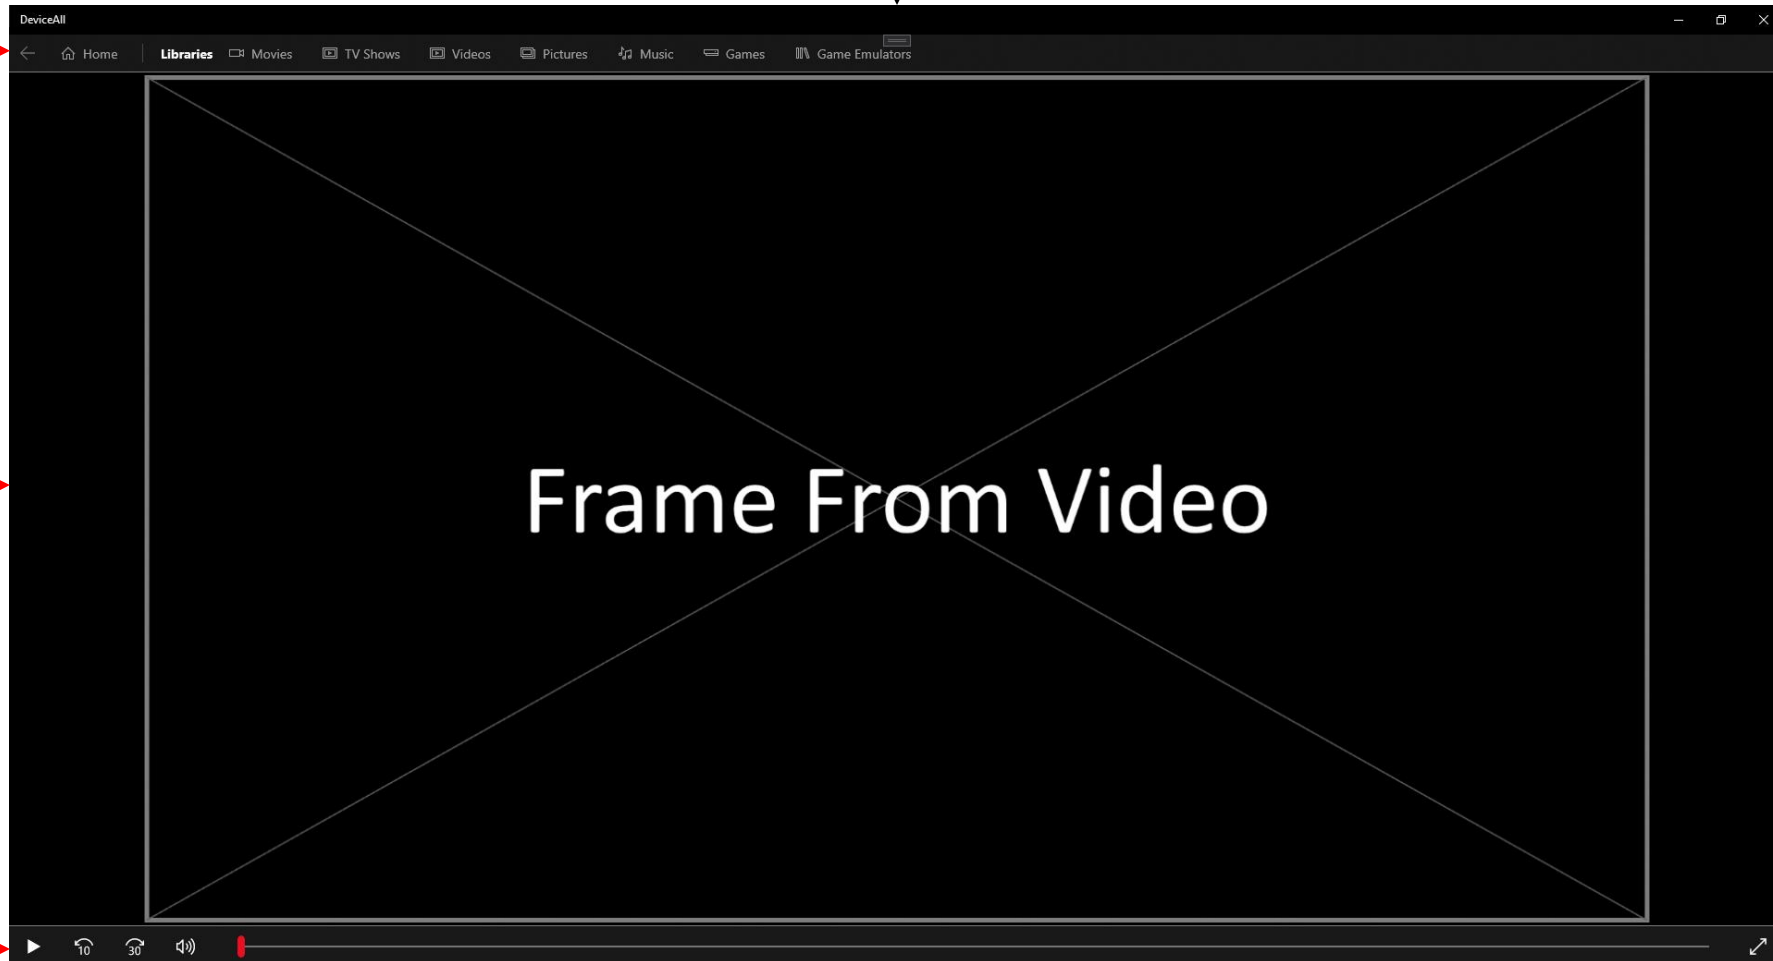 DeviceAll
Home Libraries Movies TV Shows Videos Pictures Music Games Game Emulators
Frame From Video
10 30